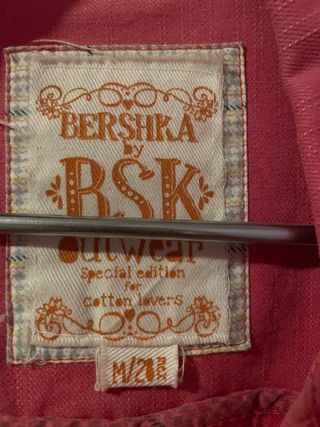 BERSHKA
by
BSK
outwear
special edition
for
cotton lovers